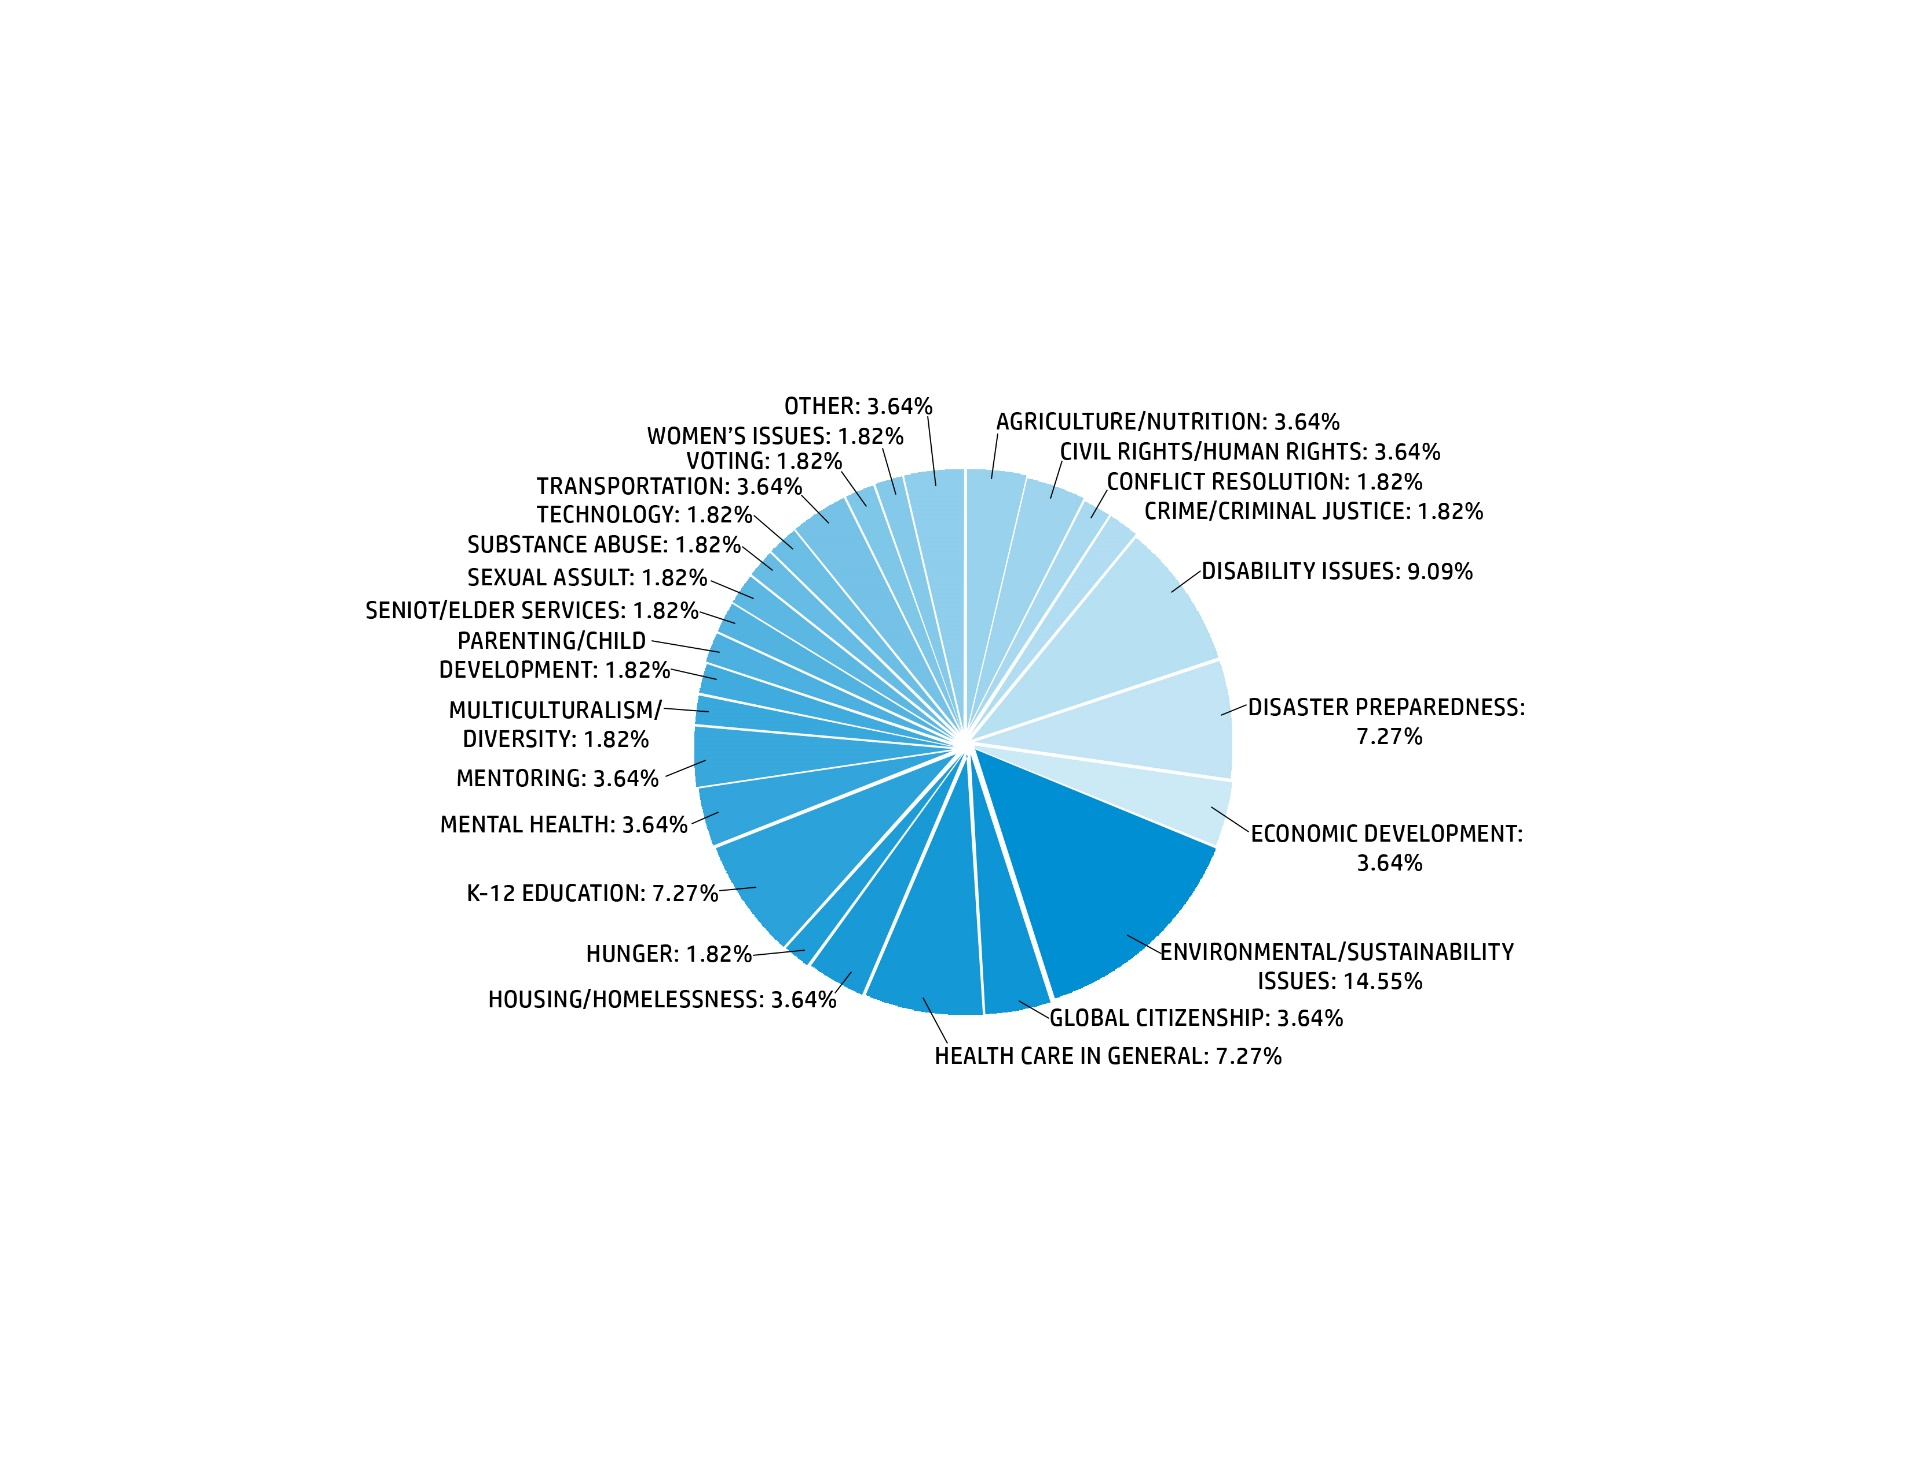 OTHER: 3.64%
WOMEN'S ISSUES: 1.82%
VOTING: 1.82%
TRANSPORTATION: 3.64%
TECHNOLOGY: 1.82%
SUBSTANCE ABUSE: 1.82%
SEXUAL ASSULT: 1.82%
SENIOT/ELDER SERVICES: 1.82%
PARENTING/CHILD
DEVELOPMENT: 1.82%
MULTICULTURALISM/
DIVERSITY: 1.82%
MENTORING: 3.64%
MENTAL HEALTH: 3.64%
K-12 EDUCATION: 7.27%
HUNGER: 1.82%
HOUSING/HOMELESSNESS: 3.64%
AGRICULTURE/NUTRITION: 3.64%
CIVIL RIGHTS/HUMAN RIGHTS: 3.64%
CONFLICT RESOLUTION: 1.82%
CRIME/CRIMINAL JUSTICE: 1.82%
DISABILITY ISSUES: 9.09%
DISASTER PREPAREDNESS:
7.27%
ECONOMIC DEVELOPMENT:
3.64%
ENVIRONMENTAL/SUSTAINABILITY
ISSUES: 14.55%
GLOBAL CITIZENSHIP: 3.64%
HEALTH CARE IN GENERAL: 7.27%